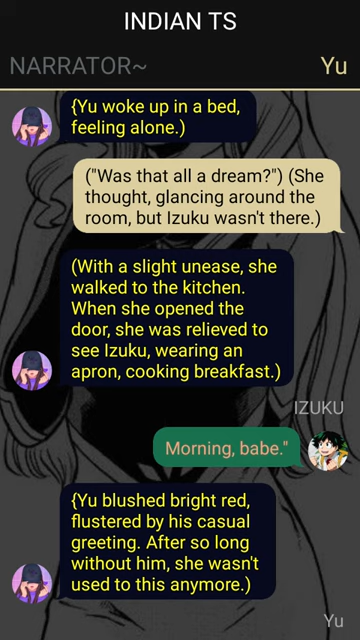 INDIAN TS
NARRATOR~
Yu
{Yu woke up in a bed,
feeling alone.)
("Was that all a dream?") (She
thought, glancing around the
room, but Izuku wasn't there.)
(With a slight unease, she
walked to the kitchen.
When she opened the
door, she was relieved to
see Izuku, wearing an
apron, cooking breakfast.)
IZUKU
Morning, babe."
{Yu blushed bright red,
flustered by his casual
greeting. After so long
without him, she wasn't
used to this anymore.)
Yu